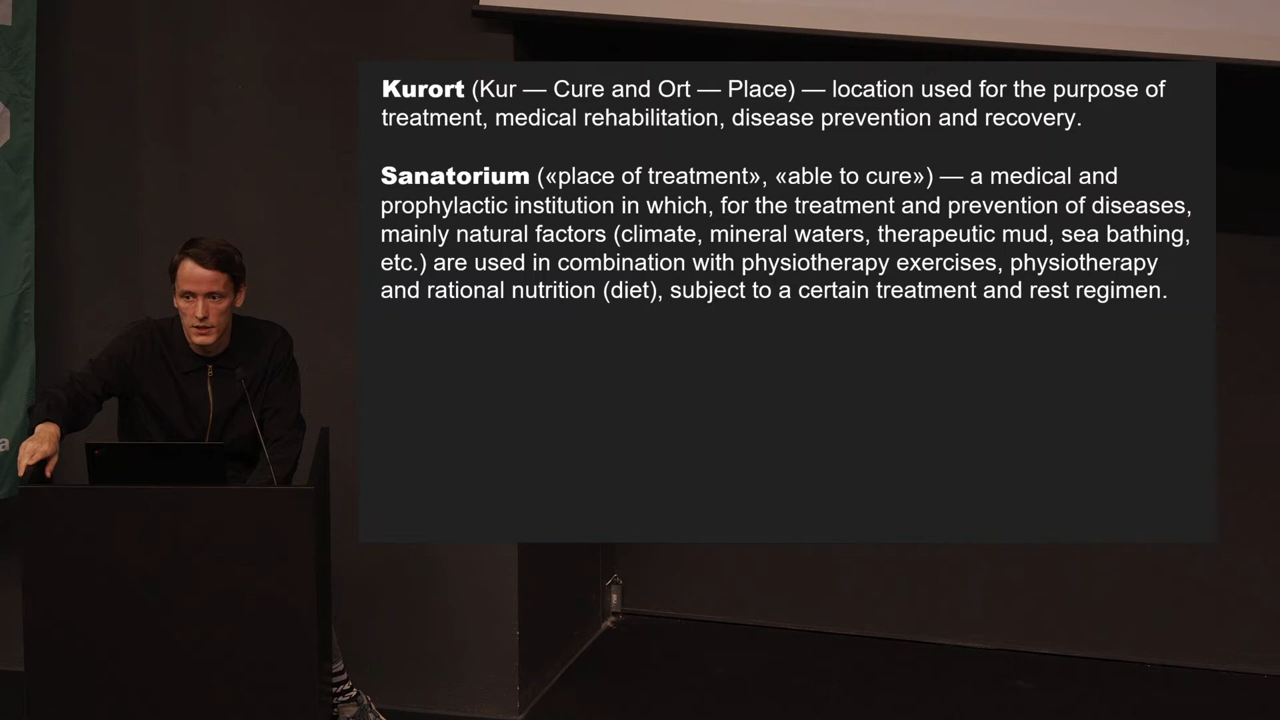 Kurort (Kur — Cure and Ort — Place) — location used for the purpose of
treatment, medical rehabilitation, disease prevention and recovery.
Sanatorium («place of treatment», «able to cure») — a medical and
prophylactic institution in which, for the treatment and prevention of diseases,
mainly natural factors (climate, mineral waters, therapeutic mud, sea bathing,
etc.) are used in combination with physiotherapy exercises, physiotherapy
and rational nutrition (diet), subject to a certain treatment and rest regimen.
a